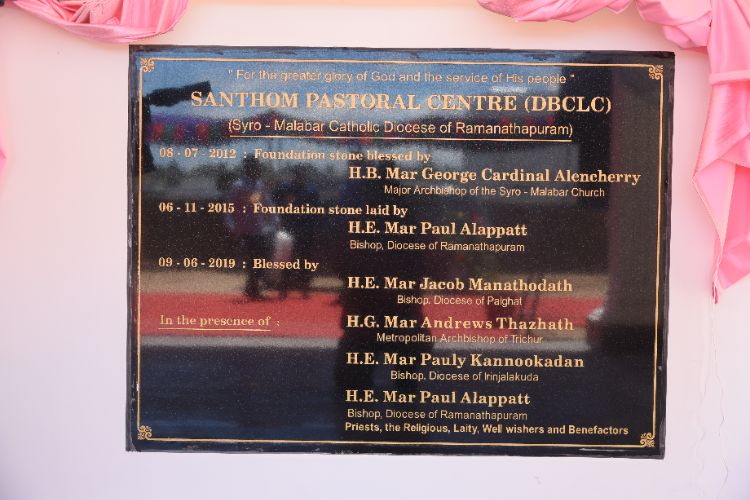 " For the greater glory of God and the service of His people "
SANTHOM PASTORAL CENTRE (DBCLC)
(Syro - Malabar Catholic Diocese of Ramanathapuram)
08 - 07 - 2012 : Foundation stone blessed by
H.B. Mar George Cardinal Alencherry
Major Archbishop of the Syro - Malabar Church
06 - 11 - 2015 : Foundation stone laid by
H.E. Mar Paul Alappatt
Bishop, Diocese of Ramanathapuram
09 - 06 - 2019 : Blessed by
H.E. Mar Jacob Manathodath
Bishop, Diocese of Palghat
In the presence of :
H.G. Mar Andrews Thazhath
Metropolitan Archbishop of Trichur
H.E. Mar Pauly Kannookadan
Bishop, Diocese of Irinjalakuda
H.E. Mar Paul Alappatt
Bishop, Diocese of Ramanathapuram
Priests, the Religious, Laity, Well wishers and Benefactors